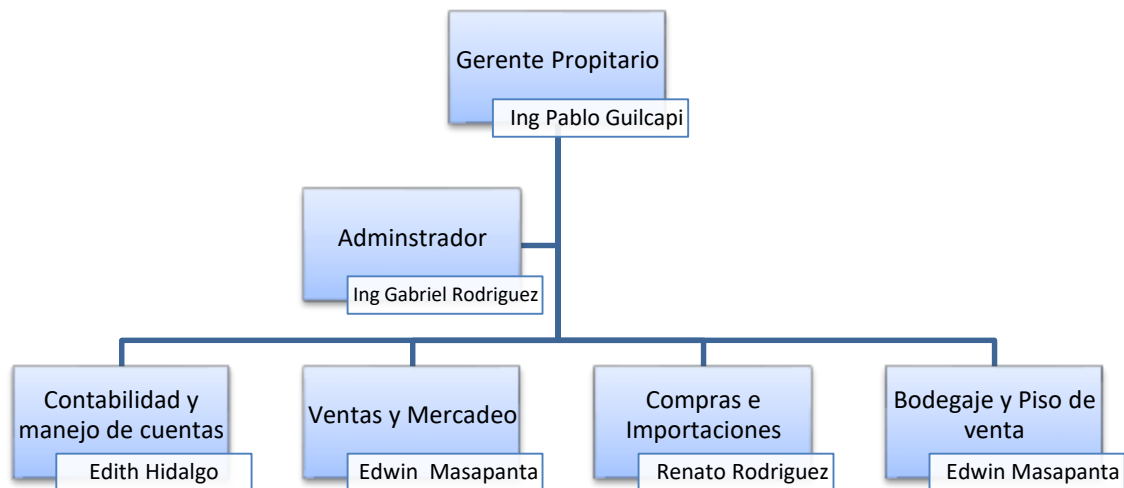 Gerente Propitario
Ing Pablo Guilcapi
Adminstrador
Ing Gabriel Rodriguez
Contabilidad y
manejo de cuentas
Edith Hidalgo
Ventas y Mercadeo
Edwin  Masapanta
Compras e
Importaciones
Renato Rodriguez
Bodegaje y Piso de
venta
Edwin Masapanta